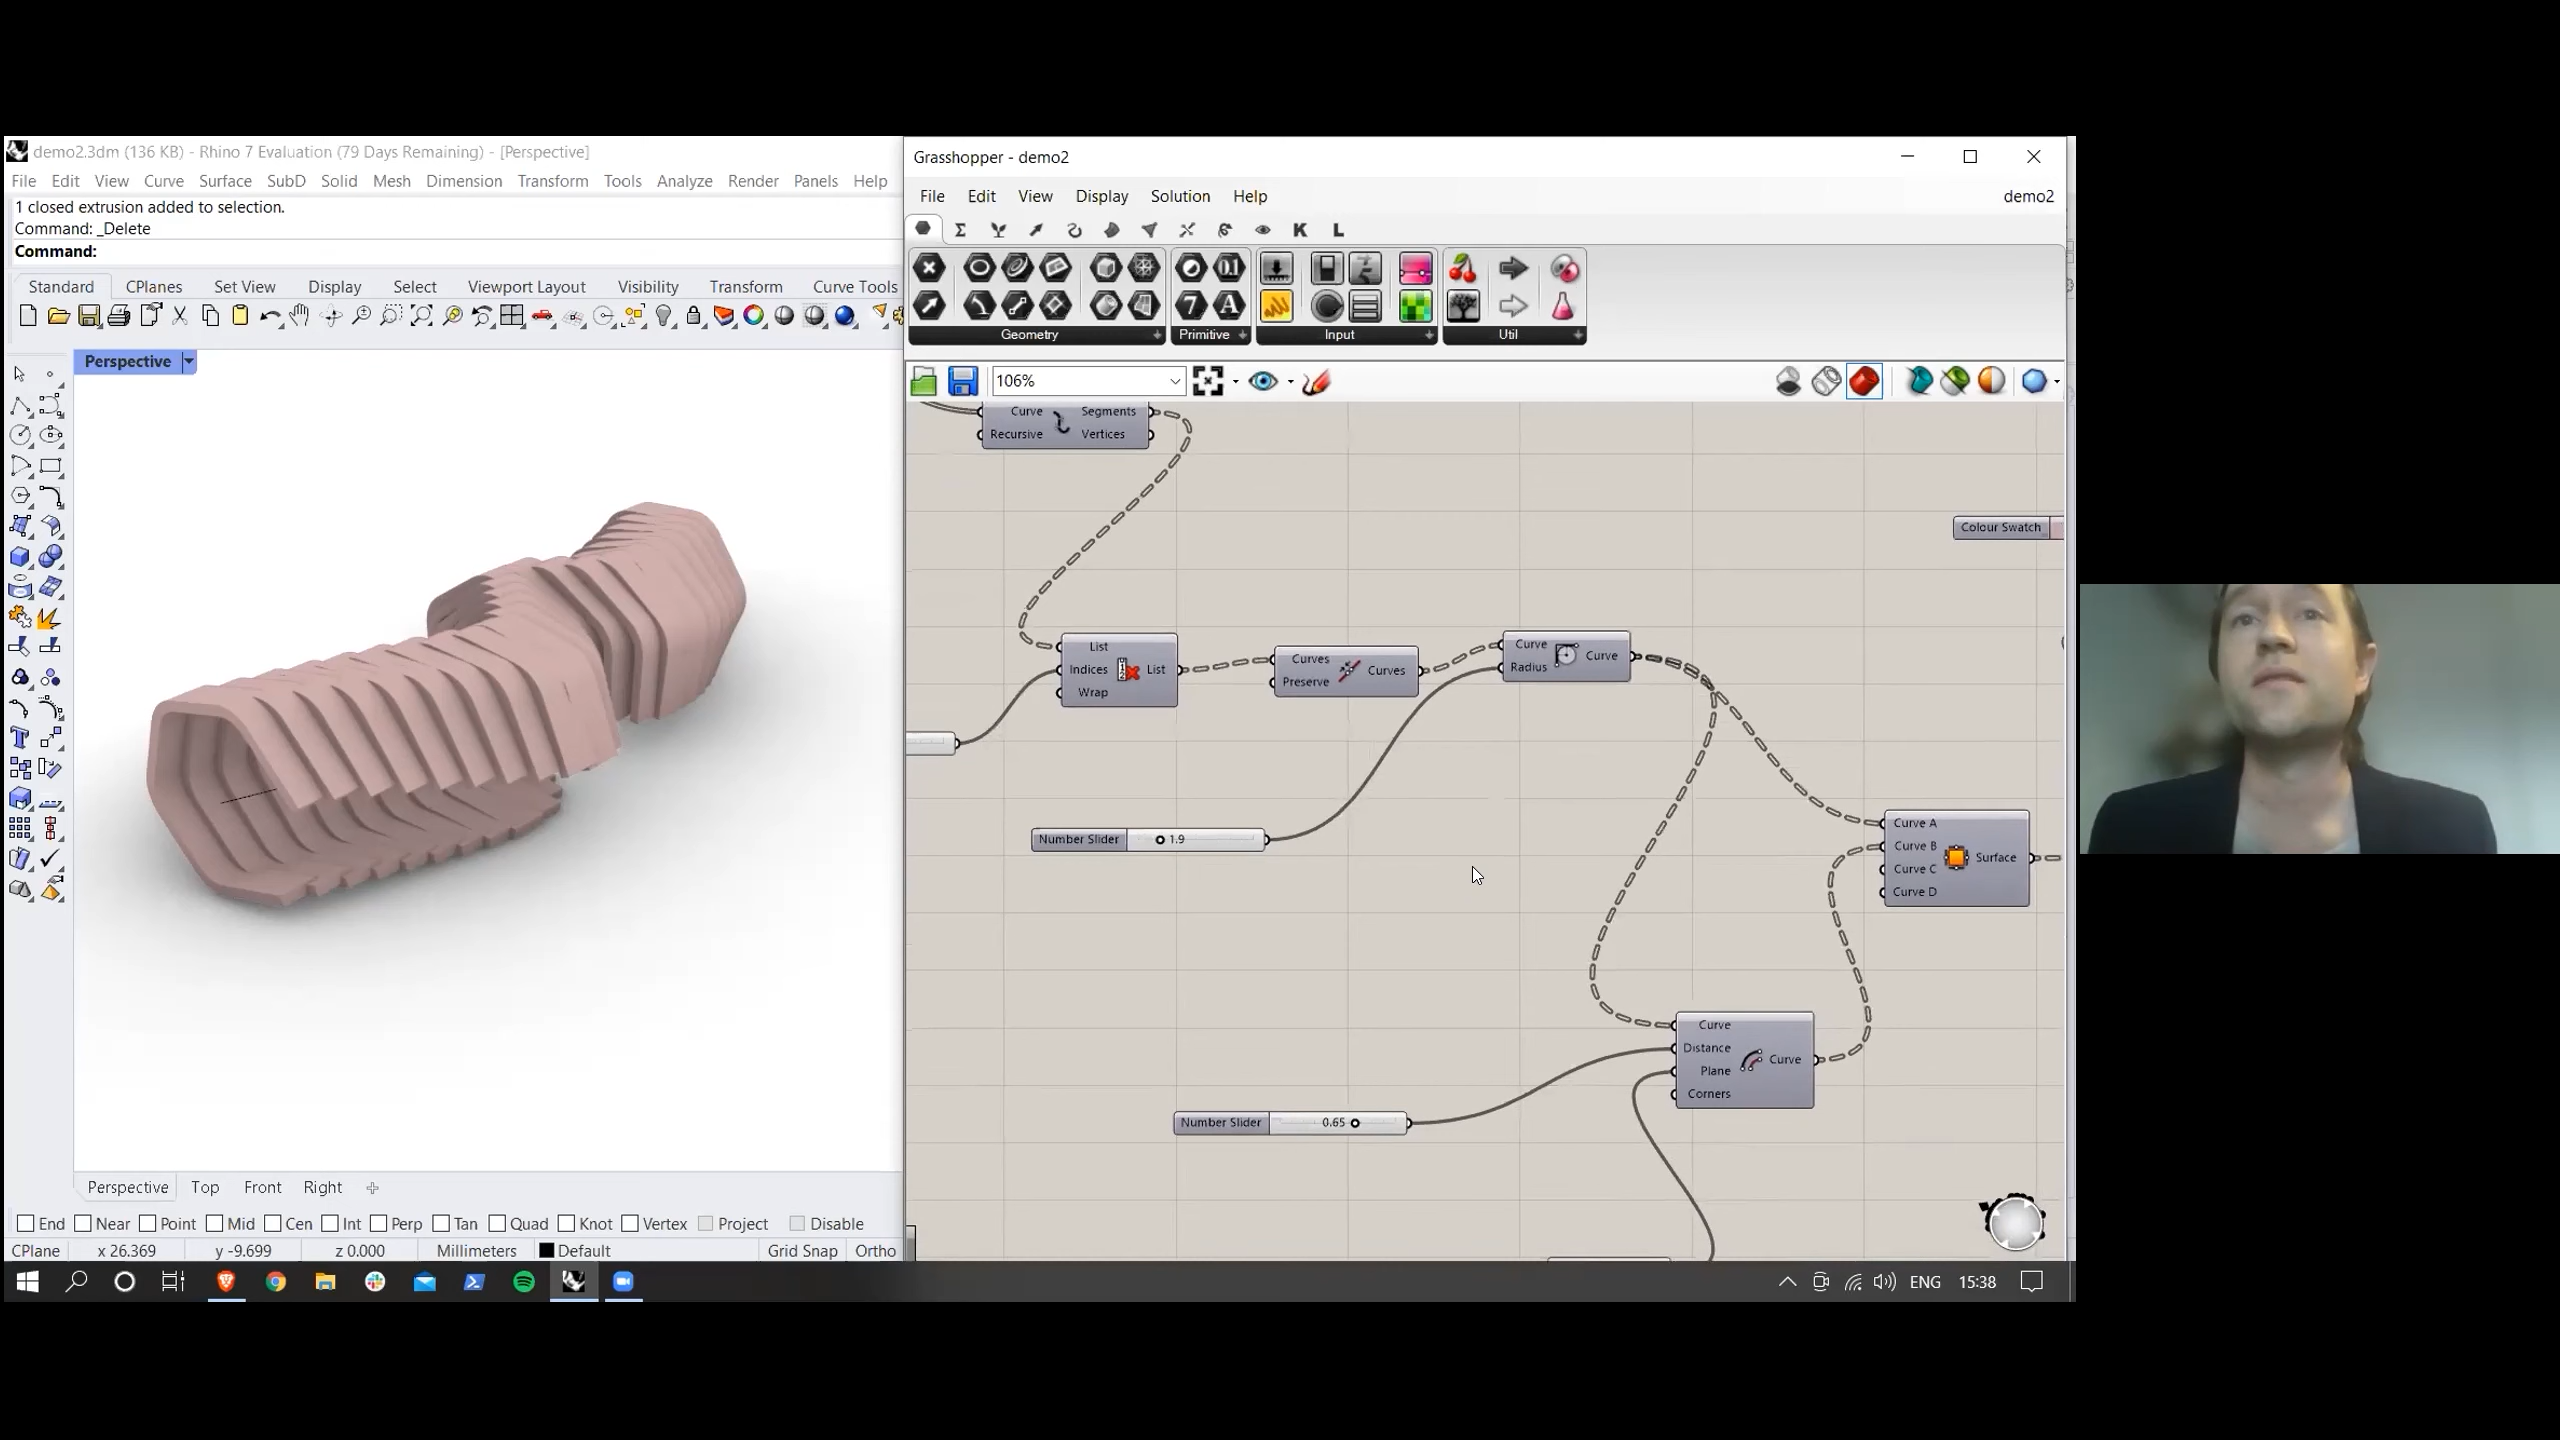 demo2.3dm (136 KB) - Rhino 7 Evaluation (79 Days Remaining) - [Perspective]
File Edit View Curve Surface SubD Solid Mesh Dimension Transform Tools Analyze Render Panels Help
1 closed extrusion added to selection.
Command: _Delete
Command:
Standard CPlanes Set View Display Select Viewport Layout Visibility Transform Curve Tools
Perspective
Perspective Top Front Right
End Near Point Mid Cen Int Perp Tan Quad Knot Vertex Project Disable
CPlane x 26.369 y -9.699 z 0.000 Millimeters Default Grid Snap Ortho
Grasshopper - demo2
File Edit View Display Solution Help demo2
K L
Geometry Primitive Input Util
106%
Curve Segments
Recursive Vertices
Colour Swatch
List
Indices List
Wrap
Curves
Preserve Curves
Curve
Radius Curve
Number Slider 1.9
Curve A
Curve B
Curve C
Curve D
Surface
Curve
Distance
Plane
Corners
Curve
Number Slider 0.65
ENG 15:38